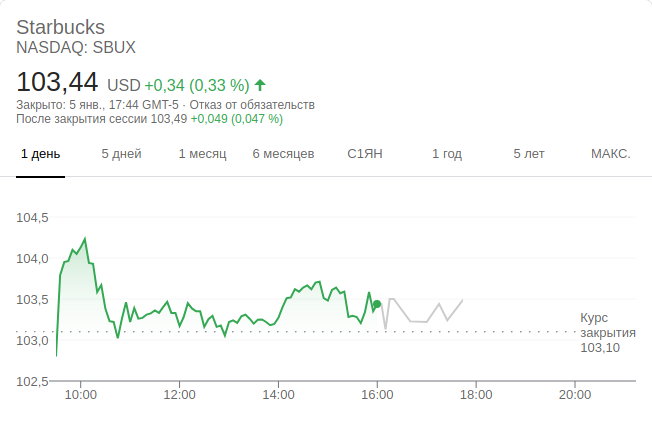 Starbucks
NASDAQ: SBUX
103,44 USD +0,34 (0,33 %)
Закрыто: 5 янв., 17:44 GMT-5 · Отказ от обязательств
После закрытия сессии 103,49 +0,049 (0,047 %)
1 день 5 дней 1 месяц 6 месяцев С1ЯН 1 год 5 лет МАКС.
104,5
104,0
103,5
Курс
закрытия
103,10
103,0
102,5
10:00 12:00 14:00 16:00 18:00 20:00